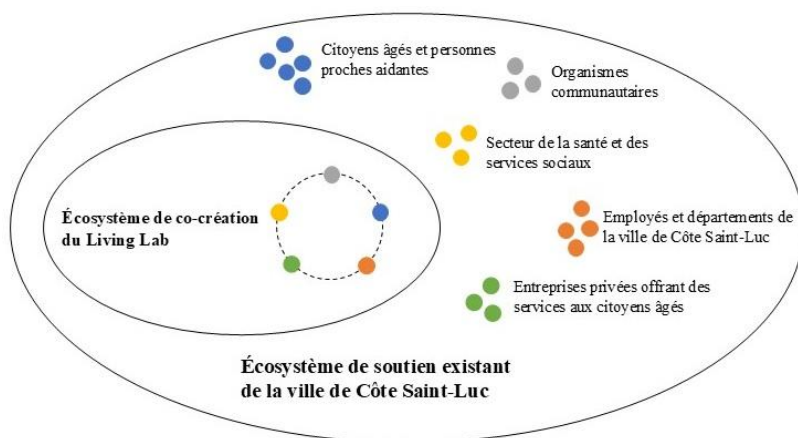 Citoyens âgés et personnes
proches aidantes
Organismes
communautaires
Secteur de la santé et des
services sociaux
Écosystème de co-création
du Living Lab
Employés et départements de
la ville de Côte Saint-Luc
Entreprises privées offrant des
services aux citoyens âgés
Écosystème de soutien existant
de la ville de Côte Saint-Luc